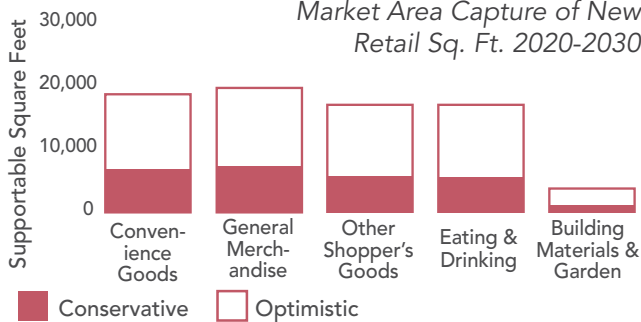 Market Area Capture of New
Retail Sq. Ft. 2020-2030
Supportable Square Feet
30,000
20,000
10,000
0
Conven-
ience
Goods
General
Merch-
andise
Other
Shopper's
Goods
Eating &
Drinking
Building
Materials &
Garden
Conservative
Optimistic